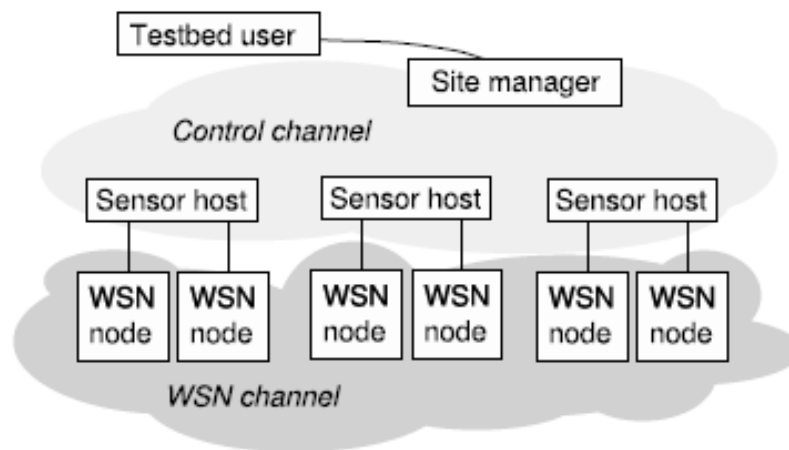 Testbed user
Site manager
Control channel
Sensor host
Sensor host
Sensor host
WSN
node
WSN
node
WSN
node
WSN
node
WSN
node
WSN
node
WSN channel